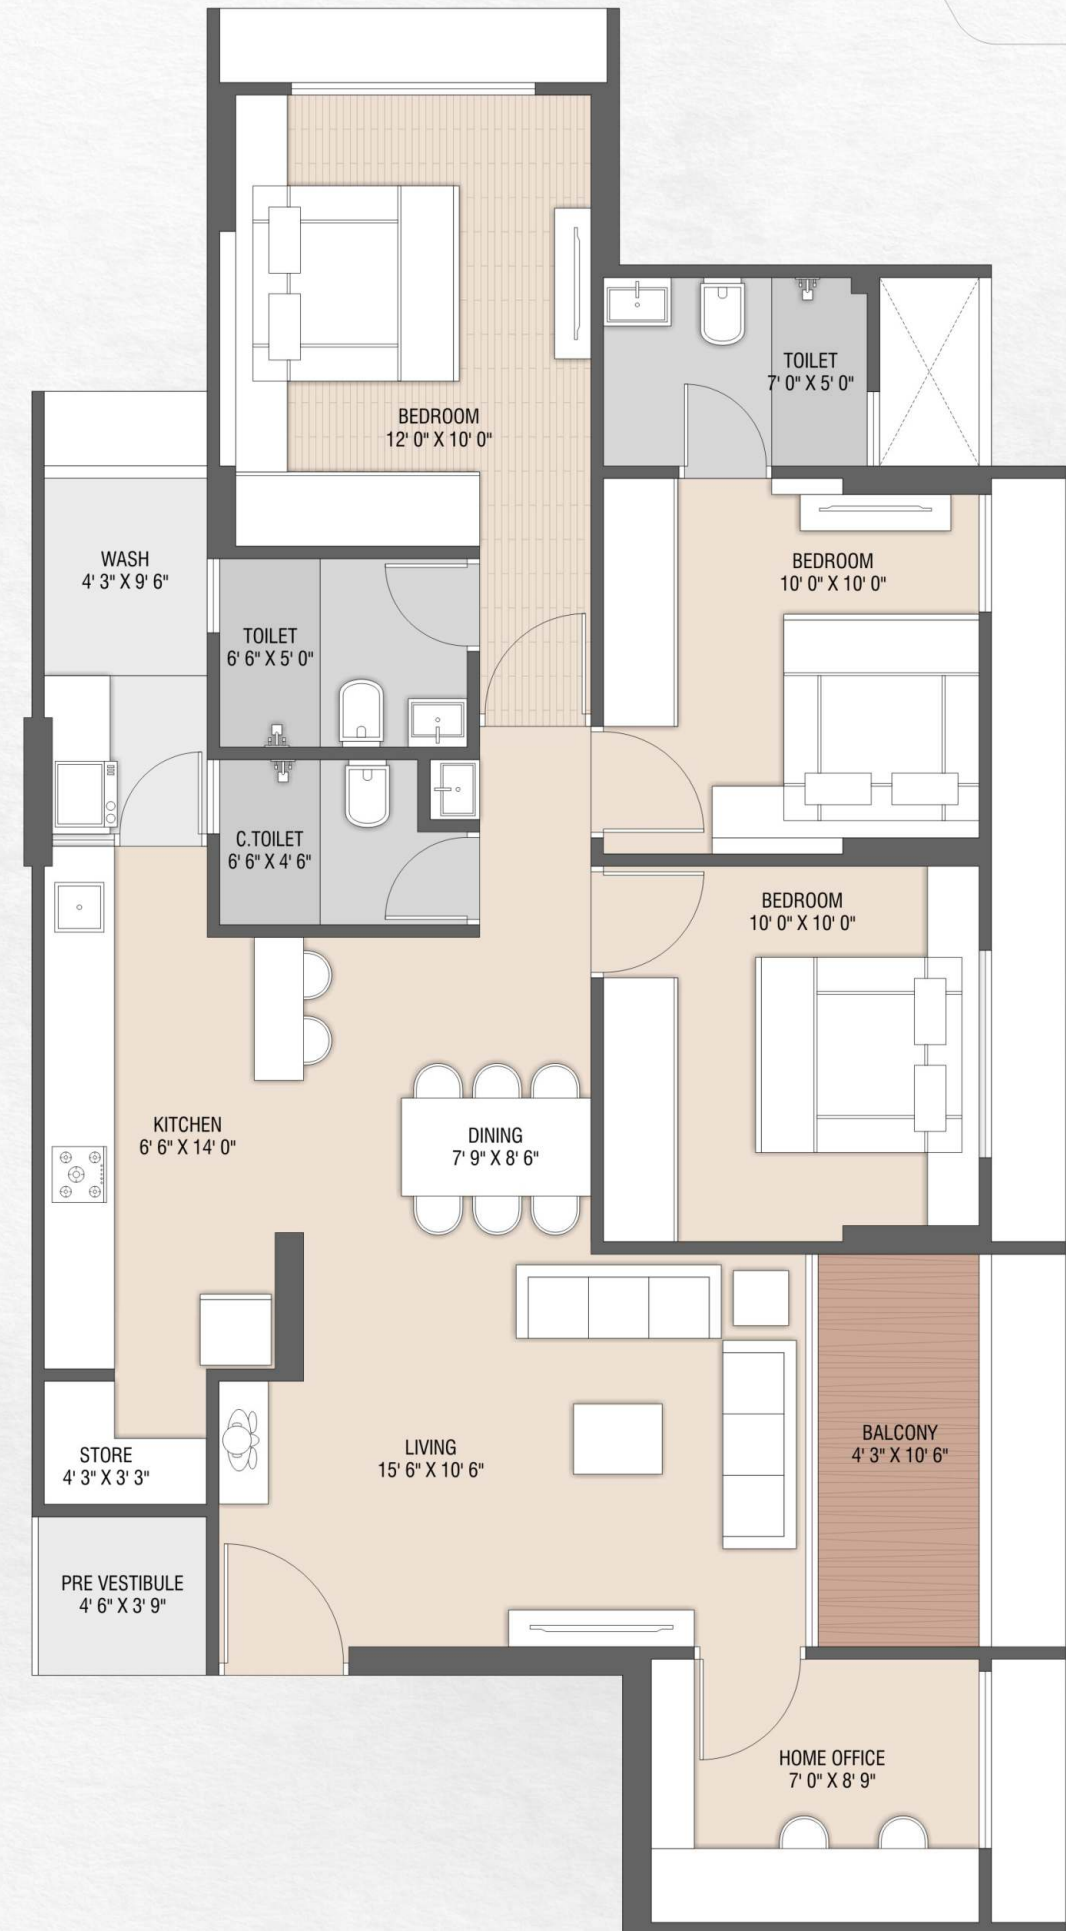 BEDROOM
12' 0" X 10' 0"
TOILET
7' 0" X 5' 0"
WASH
4' 3" X 9' 6"
BEDROOM
10' 0" X 10' 0"
TOILET
6' 6" X 5' 0"
C.TOILET
6' 6" X 4' 6"
BEDROOM
10' 0" X 10' 0"
KITCHEN
6' 6" X 14' 0"
DINING
7' 9" X 8' 6"
LIVING
15' 6" X 10' 6"
BALCONY
4' 3" X 10' 6"
STORE
4' 3" X 3' 3"
PRE VESTIBULE
4' 6" X 3' 9"
HOME OFFICE
7' 0" X 8' 9"